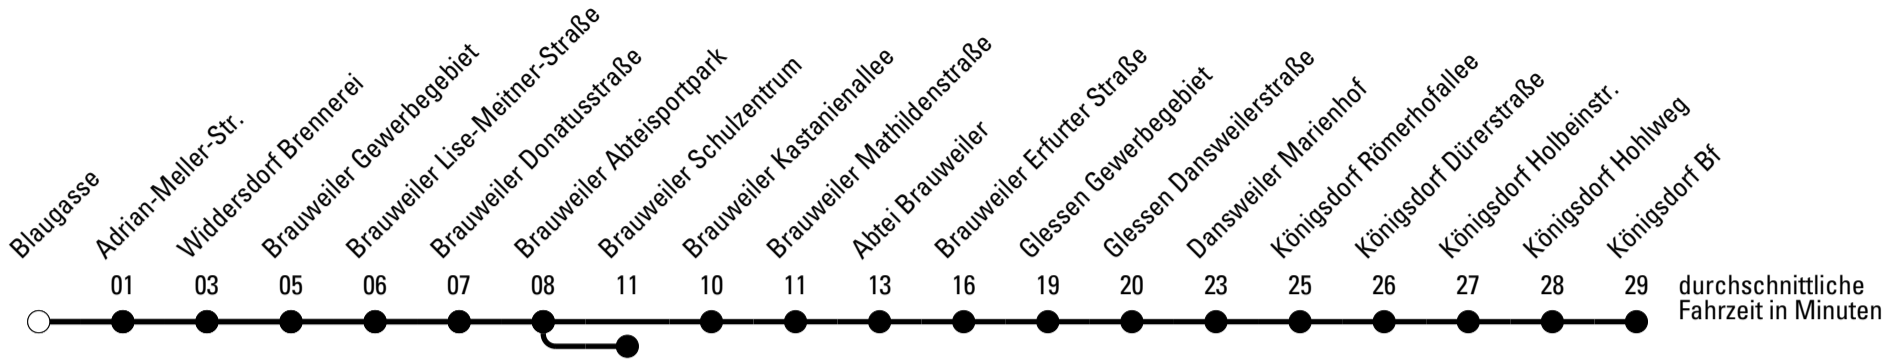 Blaugasse
Adrian-Meller-Str.
Widdersdorf Brennerei
Brauweiler Gewerbegebiet
Brauweiler Lise-Meitner-Straße
Brauweiler Donatusstraße
Brauweiler Abteisportpark
Brauweiler Schulzentrum
Brauweiler Kastanienallee
Brauweiler Mathildenstraße
Abtei Brauweiler
Brauweiler Erfurter Straße
Glessen Gewerbegebiet
Glessen Dansweilerstraße
Dansweiler Marienhof
Königsdorf Römerhofallee
Königsdorf Dürerstraße
Königsdorf Holbeinstr.
Königsdorf Hohlweg
Königsdorf Bf
01 03 05 06 07 08 11 10 11 13 16 19 20 23 25 26 27 28 29
durchschnittliche
Fahrzeit in Minuten